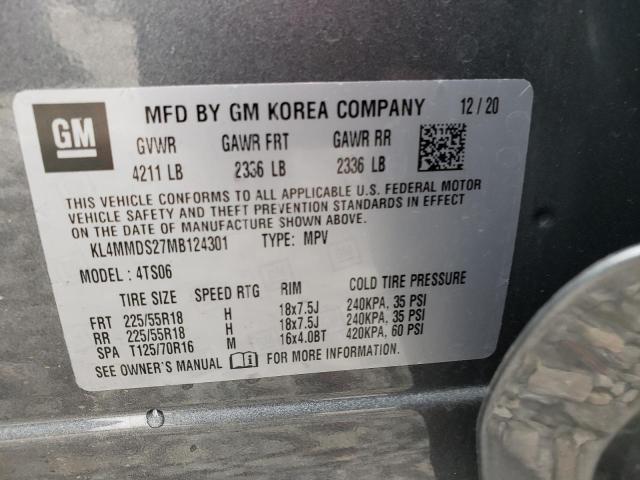 GM
MFD BY GM KOREA COMPANY 12/20
GVWR GAWR FRT GAWR RR
4211 LB 2336 LB 2336 LB
THIS VEHICLE CONFORMS TO ALL APPLICABLE U.S. FEDERAL MOTOR
VEHICLE SAFETY AND THEFT PREVENTION STANDARDS IN EFFECT
ON THE DATE OF MANUFACTURE SHOWN ABOVE.
KL4MMDS27MB124301 TYPE: MPV
MODEL : 4TS06
TIRE SIZE SPEED RTG RIM COLD TIRE PRESSURE
FRT 225/55R18 H 18x7.5J 240KPA, 35 PSI
RR 225/55R18 H 18x7.5J 240KPA, 35 PSI
SPA T125/70R16 M 16x4.0BT 420KPA, 60 PSI
SEE OWNER'S MANUAL FOR MORE INFORMATION.